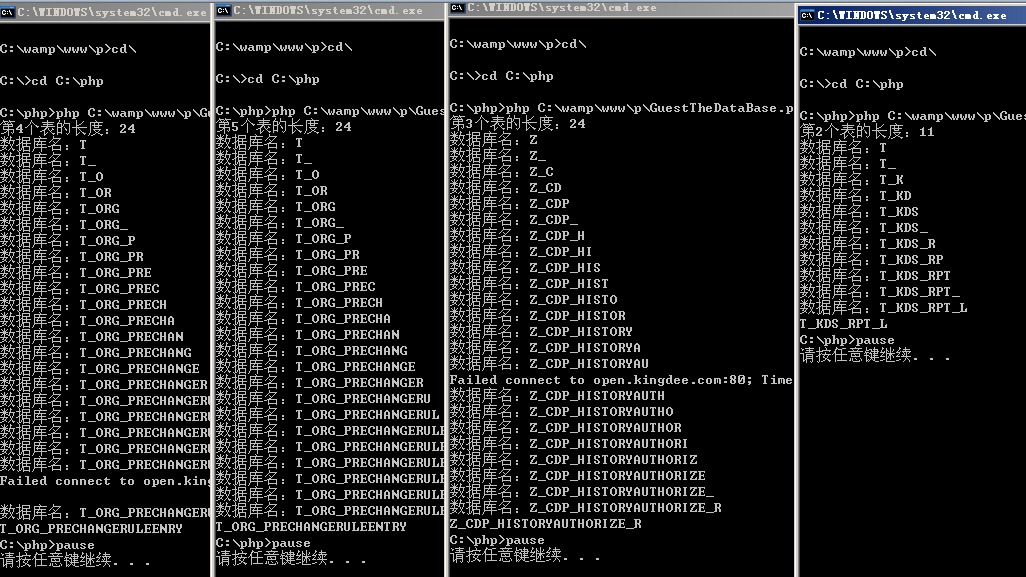 C:\WINDOWS\system32\cmd.exe
C:\wamp\www\p>cd\
C:\>cd C:\php
C:\php>php C:\wamp\www\p\Gu
第4个表的长度：24
数据库名：T
数据库名：T_
数据库名：T_O
数据库名：T_OR
数据库名：T_ORG
数据库名：T_ORG_
数据库名：T_ORG_P
数据库名：T_ORG_PR
数据库名：T_ORG_PRE
数据库名：T_ORG_PREC
数据库名：T_ORG_PRECH
数据库名：T_ORG_PRECHA
数据库名：T_ORG_PRECHAN
数据库名：T_ORG_PRECHANG
数据库名：T_ORG_PRECHANGE
数据库名：T_ORG_PRECHANGER
数据库名：T_ORG_PRECHANGERU
数据库名：T_ORG_PRECHANGERU
数据库名：T_ORG_PRECHANGERU
数据库名：T_ORG_PRECHANGERU
数据库名：T_ORG_PRECHANGERU
Failed connect to open.king
数据库名：T_ORG_PRECHANGERU
T_ORG_PRECHANGERULEENRY
C:\php>pause
请按任意键继续. . .
C:\WINDOWS\system32\cmd.exe
C:\wamp\www\p>cd\
C:\>cd C:\php
C:\php>php C:\wamp\www\p\Gues
第5个表的长度：24
数据库名：T
数据库名：T_
数据库名：T_O
数据库名：T_OR
数据库名：T_ORG
数据库名：T_ORG_
数据库名：T_ORG_P
数据库名：T_ORG_PR
数据库名：T_ORG_PRE
数据库名：T_ORG_PREC
数据库名：T_ORG_PRECH
数据库名：T_ORG_PRECHA
数据库名：T_ORG_PRECHAN
数据库名：T_ORG_PRECHANG
数据库名：T_ORG_PRECHANGE
数据库名：T_ORG_PRECHANGER
数据库名：T_ORG_PRECHANGERU
数据库名：T_ORG_PRECHANGERUL
数据库名：T_ORG_PRECHANGERULE
数据库名：T_ORG_PRECHANGERULE
数据库名：T_ORG_PRECHANGERULE
数据库名：T_ORG_PRECHANGERULE
数据库名：T_ORG_PRECHANGERULE
数据库名：T_ORG_PRECHANGERULE
T_ORG_PRECHANGERULEENTRY
C:\php>pause
请按任意键继续. . .
C:\WINDOWS\system32\cmd.exe
C:\wamp\www\p>cd\
C:\>cd C:\php
C:\php>php C:\wamp\www\p\GuestTheDataBase.p
第3个表的长度：24
数据库名：Z
数据库名：Z_
数据库名：Z_C
数据库名：Z_CD
数据库名：Z_CDP
数据库名：Z_CDP_
数据库名：Z_CDP_H
数据库名：Z_CDP_HI
数据库名：Z_CDP_HIS
数据库名：Z_CDP_HIST
数据库名：Z_CDP_HISTO
数据库名：Z_CDP_HISTOR
数据库名：Z_CDP_HISTORY
数据库名：Z_CDP_HISTORYA
数据库名：Z_CDP_HISTORYAU
Failed connect to open.kingdee.com:80; Time
数据库名：Z_CDP_HISTORYAUTH
数据库名：Z_CDP_HISTORYAUTHO
数据库名：Z_CDP_HISTORYAUTHOR
数据库名：Z_CDP_HISTORYAUTHORI
数据库名：Z_CDP_HISTORYAUTHORIZ
数据库名：Z_CDP_HISTORYAUTHORIZE
数据库名：Z_CDP_HISTORYAUTHORIZE_
数据库名：Z_CDP_HISTORYAUTHORIZE_R
Z_CDP_HISTORYAUTHORIZE_R
C:\php>pause
请按任意键继续. . .
C:\WINDOWS\system32\cmd.exe
C:\wamp\www\p>cd\
C:\>cd C:\php
C:\php>php C:\wamp\www\p\Gues
第2个表的长度：11
数据库名：T
数据库名：T_
数据库名：T_K
数据库名：T_KD
数据库名：T_KDS
数据库名：T_KDS_
数据库名：T_KDS_R
数据库名：T_KDS_RP
数据库名：T_KDS_RPT
数据库名：T_KDS_RPT_
数据库名：T_KDS_RPT_L
T_KDS_RPT_L
C:\php>pause
请按任意键继续. . .